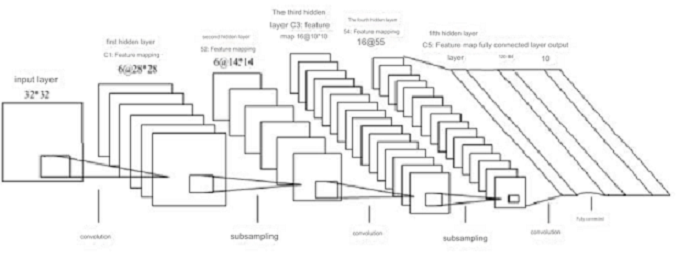 input layer
32*32
first hidden layer
C1: Feature mapping
6@28*28
second hidden layer
S2: Feature mapping
6@14*14
The third hidden
layer C3: feature
map 16@10*10
The fourth hidden layer
S4: Feature mapping
16@55
fifth hidden layer
C5: Feature map fully connected layer output
layer
10
convolution
subsampling
convolution
subsampling
convolution